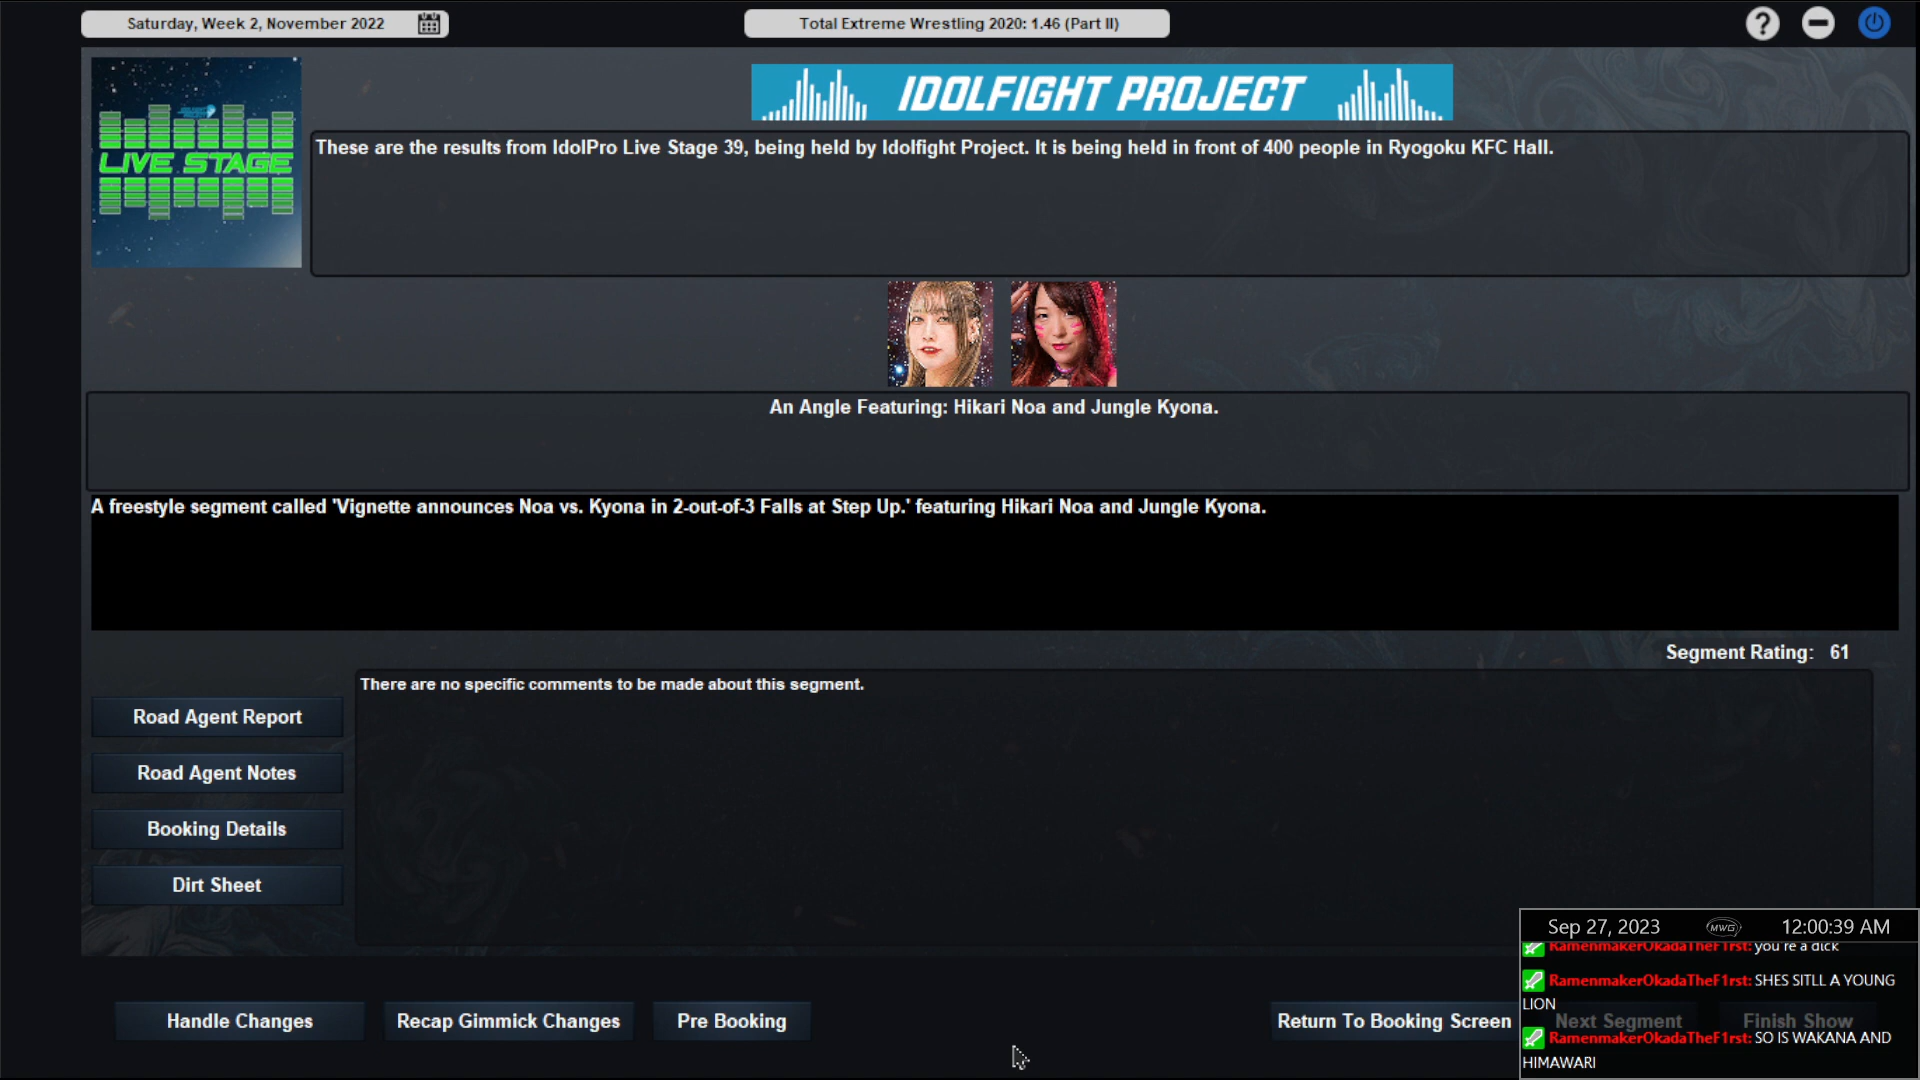 Saturday, Week 2, November 2022
Total Extreme Wrestling 2020: 1.46 (Part II)
?
LIVE STAGE
IDOLFIGHT PROJECT
These are the results from IdolPro Live Stage 39, being held by Idolfight Project. It is being held in front of 400 people in Ryogoku KFC Hall.
An Angle Featuring: Hikari Noa and Jungle Kyona.
A freestyle segment called 'Vignette announces Noa vs. Kyona in 2-out-of-3 Falls at Step Up.' featuring Hikari Noa and Jungle Kyona.
Segment Rating: 61
There are no specific comments to be made about this segment.
Road Agent Report
Road Agent Notes
Booking Details
Dirt Sheet
Handle Changes
Recap Gimmick Changes
Pre Booking
Return To Booking Screen
Next Segment
Finish Show
Sep 27, 2023
MWG
12:00:39 AM
RamenmakerOkadaTheF1rst: you're a dick
RamenmakerOkadaTheF1rst: SHES SITLL A YOUNG
LION
RamenmakerOkadaTheF1rst: SO IS WAKANA AND
HIMAWARI